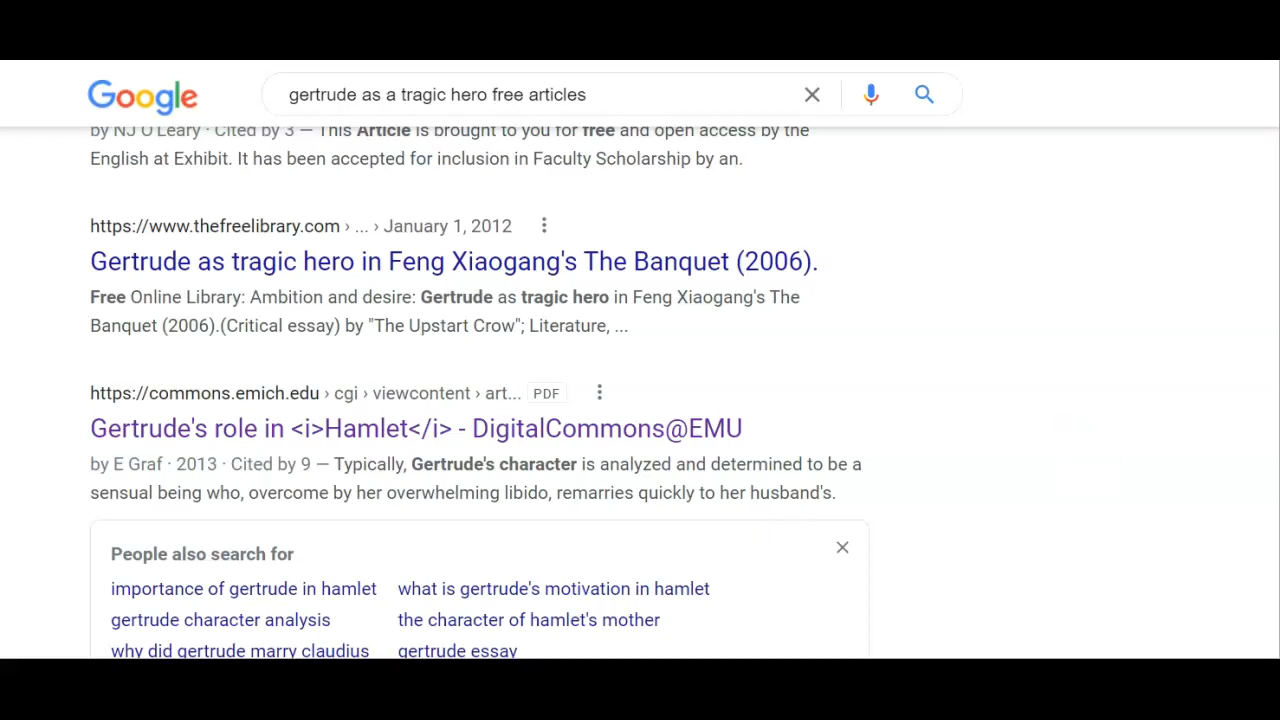 Google
gertrude as a tragic hero free articles
by NJ O'Leary · Cited by 3 — This Article is brought to you for free and open access by the
English at Exhibit. It has been accepted for inclusion in Faculty Scholarship by an.
https://www.thefreelibrary.com › ... › January 1, 2012
Gertrude as tragic hero in Feng Xiaogang's The Banquet (2006).
Free Online Library: Ambition and desire: Gertrude as tragic hero in Feng Xiaogang's The
Banquet (2006).(Critical essay) by "The Upstart Crow"; Literature, ...
https://commons.emich.edu › cgi › viewcontent › art... PDF
Gertrude's role in <i>Hamlet</i> - DigitalCommons@EMU
by E Graf · 2013 · Cited by 9 — Typically, Gertrude's character is analyzed and determined to be a
sensual being who, overcome by her overwhelming libido, remarries quickly to her husband's.
People also search for
importance of gertrude in hamlet what is gertrude's motivation in hamlet
gertrude character analysis the character of hamlet's mother
why did gertrude marry claudius gertrude essay